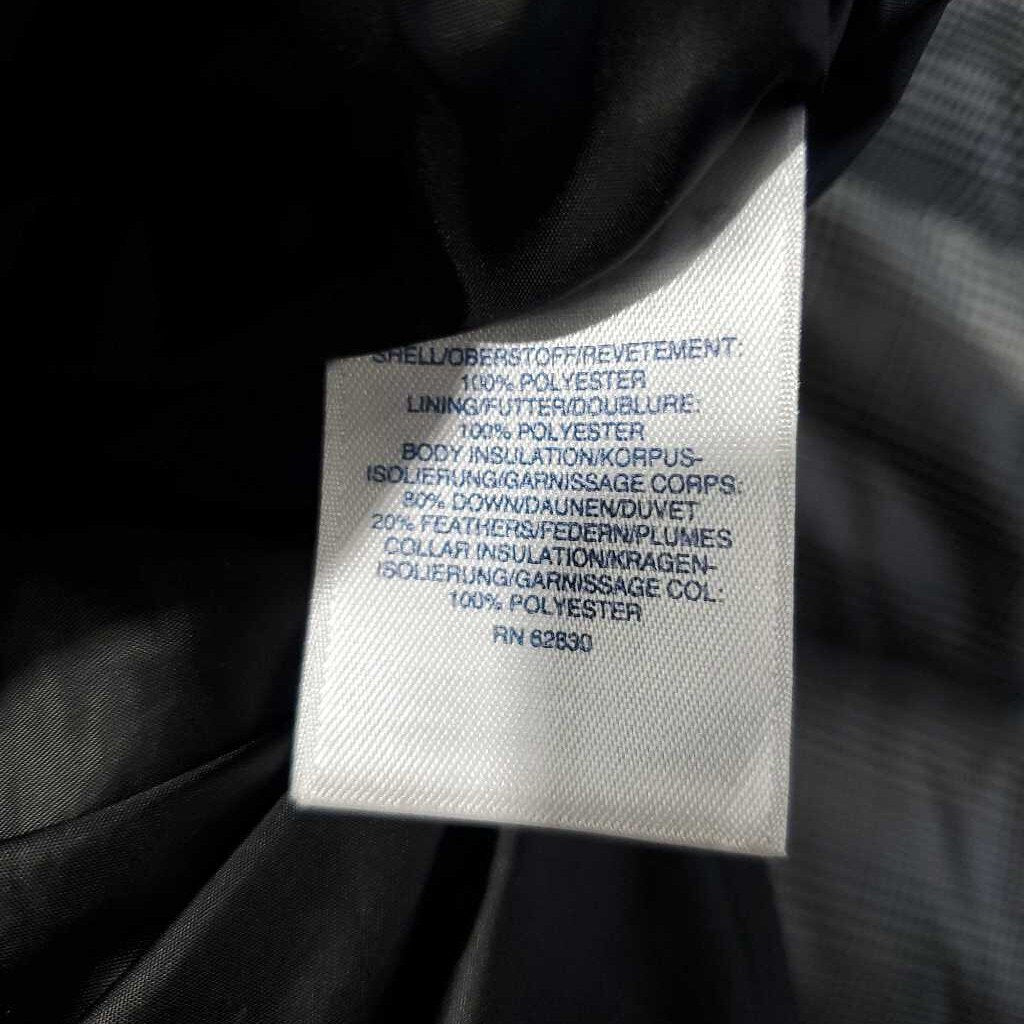 SHELL/OBERSTOFF/REVETEMENT:
100% POLYESTER
LINING/FUTTER/DOUBLURE:
100% POLYESTER
BODY INSULATION/KORPUS-
ISOLIERUNG/GARNISSAGE CORPS:
80% DOWN/DAUNEN/DUVET
20% FEATHERS/FEDERN/PLUMES
COLLAR INSULATION/KRAGEN-
ISOLIERUNG/GARNISSAGE COL:
100% POLYESTER
RN 62830